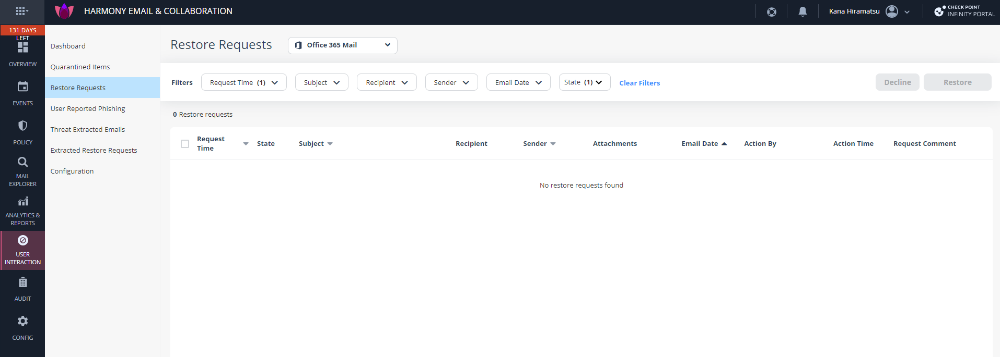 HARMONY EMAIL & COLLABORATION
Kana Hiramatsu
CHECK POINT
INFINITY PORTAL
131 DAYS
LEFT
OVERVIEW
EVENTS
POLICY
MAIL
EXPLORER
ANALYTICS &
REPORTS
USER
INTERACTION
AUDIT
CONFIG
Dashboard
Quarantined Items
Restore Requests
User Reported Phishing
Threat Extracted Emails
Extracted Restore Requests
Configuration
Restore Requests
Office 365 Mail
Filters
Request Time (1)
Subject
Recipient
Sender
Email Date
State (1)
Clear Filters
Decline
Restore
0 Restore requests
Request
Time
State
Subject
Recipient
Sender
Attachments
Email Date
Action By
Action Time
Request Comment
No restore requests found